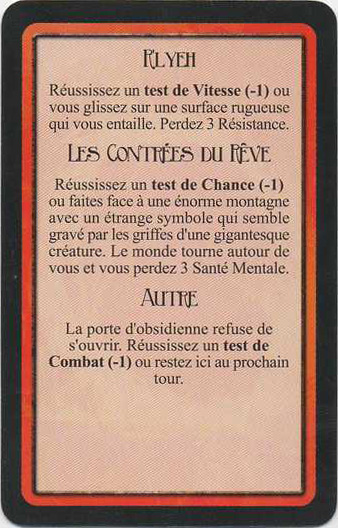 R'LYEH
Réussissez un test de Vitesse (-1) ou
vous glissez sur une surface rugueuse
qui vous entaille. Perdez 3 Résistance.
LES CONTRÉES DU RÊVE
Réussissez un test de Chance (-1)
ou faites face à une énorme montagne
avec un étrange symbole qui semble
gravé par les griffes d'une gigantesque
créature. Le monde tourne autour de
vous et vous perdez 3 Santé Mentale.
AUTRE
La porte d'obsidienne refuse de
s'ouvrir. Réussissez un test de
Combat (-1) ou restez ici au prochain
tour.